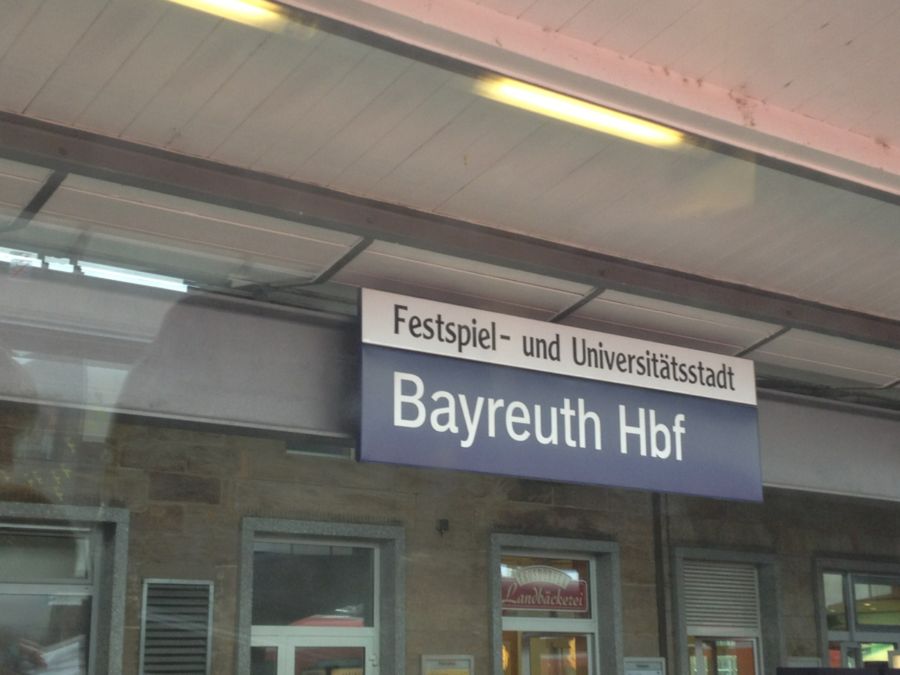 Festspiel- und Universitätsstadt
Bayreuth Hbf
Landbäckerei